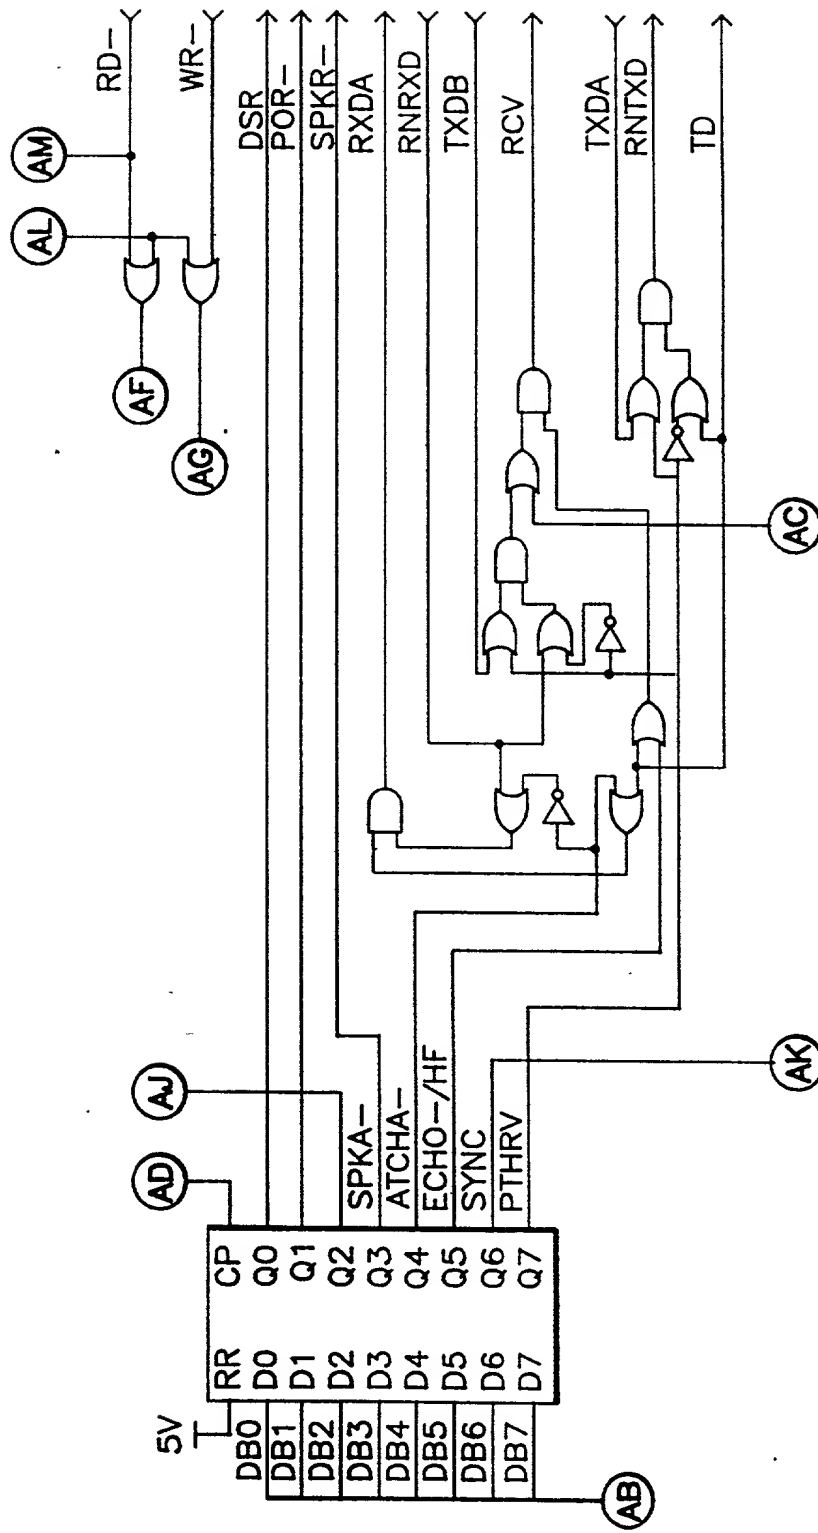 5V
RR CP
DB0 D0 Q0 DSR
DB1 D1 Q1 POR-
DB2 D2 Q2 SPKR-
DB3 D3 Q3 SPKA- RXDA
DB4 D4 Q4 ATCHA- RNRXD
DB5 D5 Q5 ECHO-/HF TXDB
DB6 D6 Q6 SYNC RCV
DB7 D7 Q7 PTHRV
TXDA
RNTXD
TD
RD-
WR-
AB
AD
AJ
AK
AC
AG
AF
AL
AM